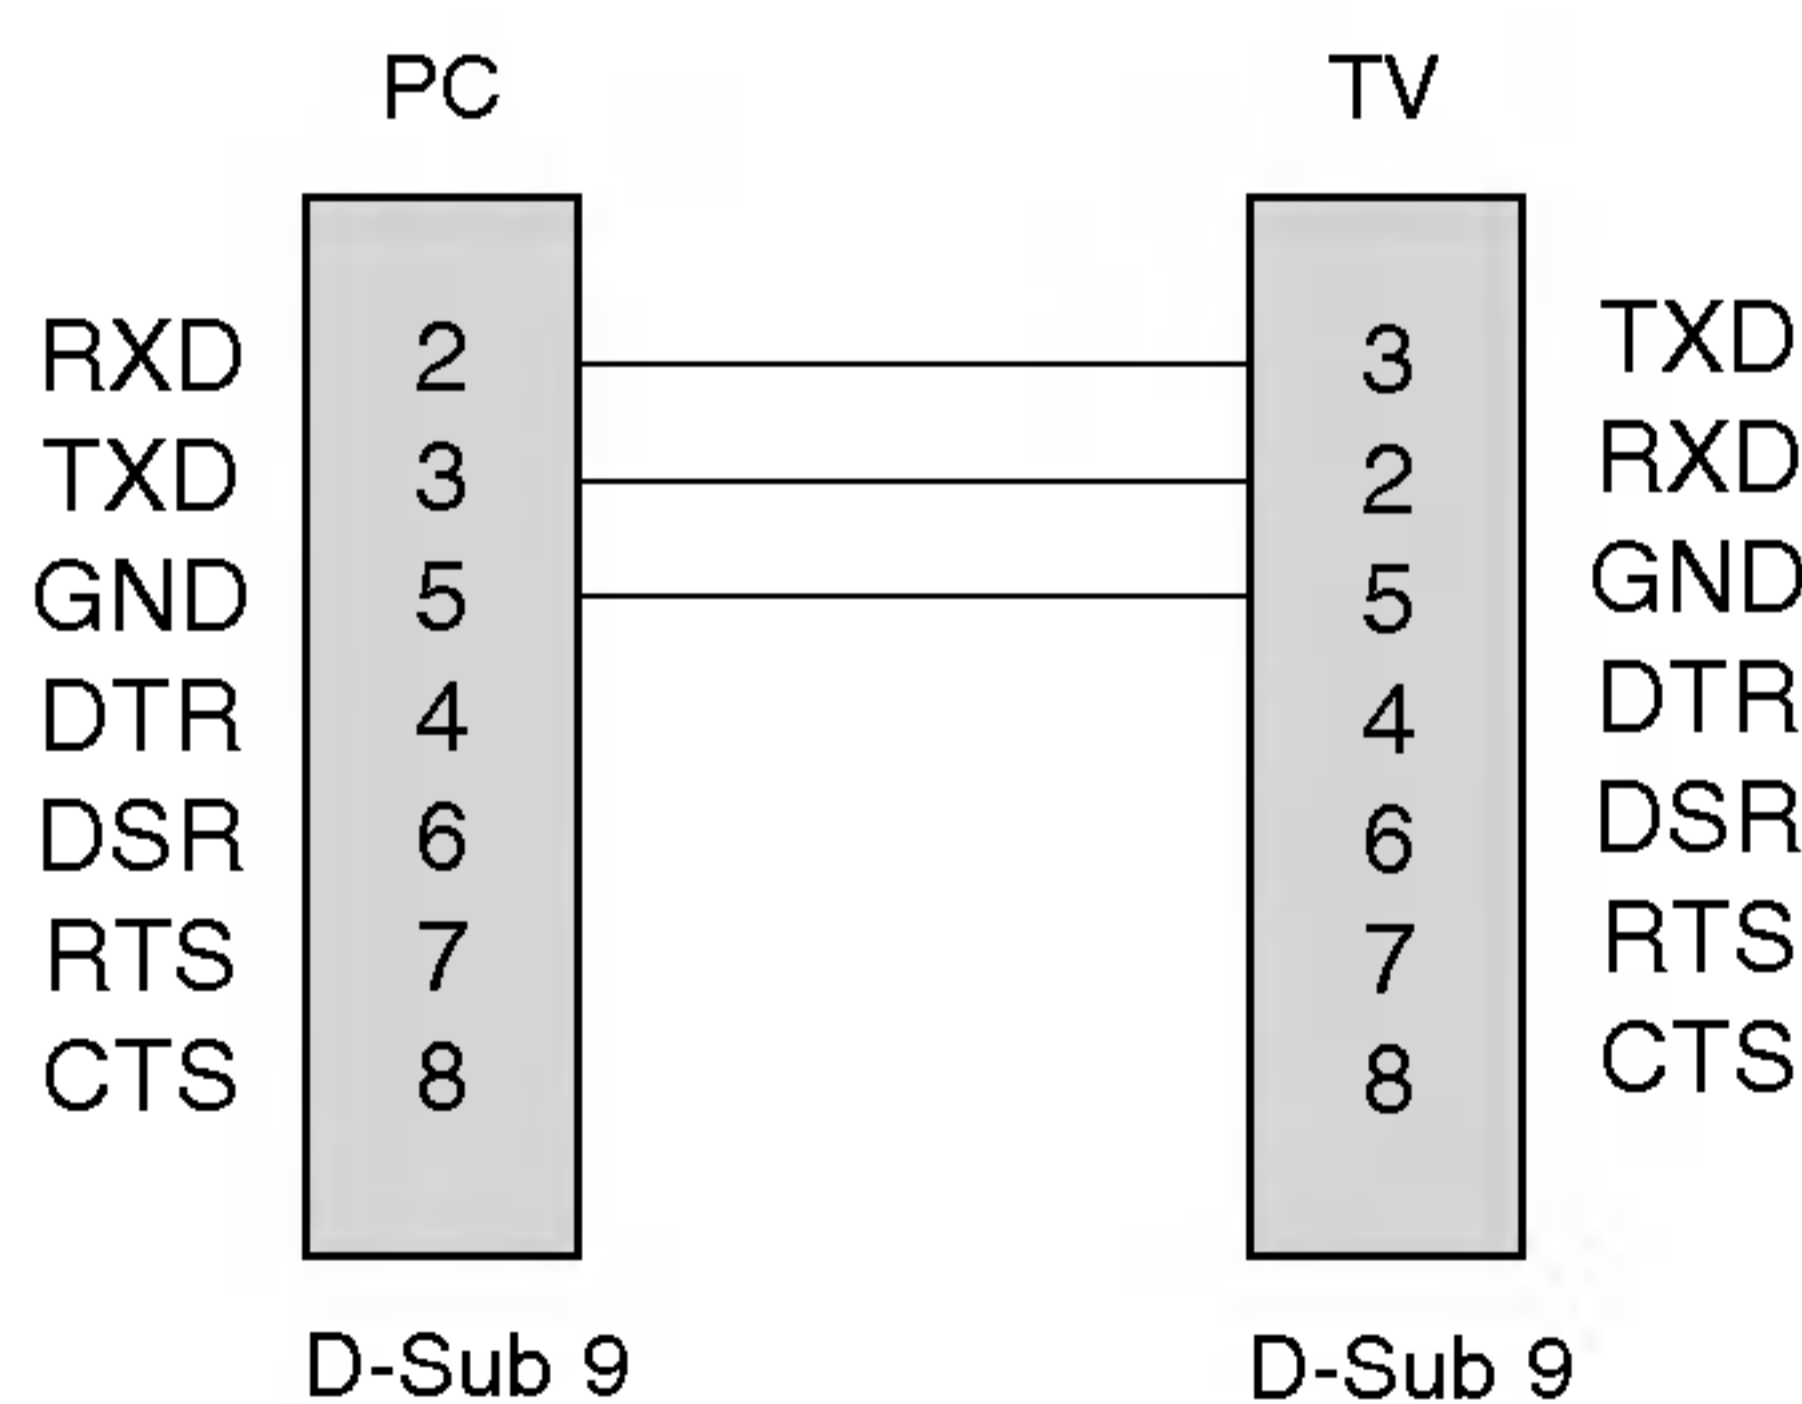 PC TV
RXD 2 3 TXD
TXD 3 2 RXD
GND 5 5 GND
DTR 4 4 DTR
DSR 6 6 DSR
RTS 7 7 RTS
CTS 8 8 CTS
D-Sub 9 D-Sub 9